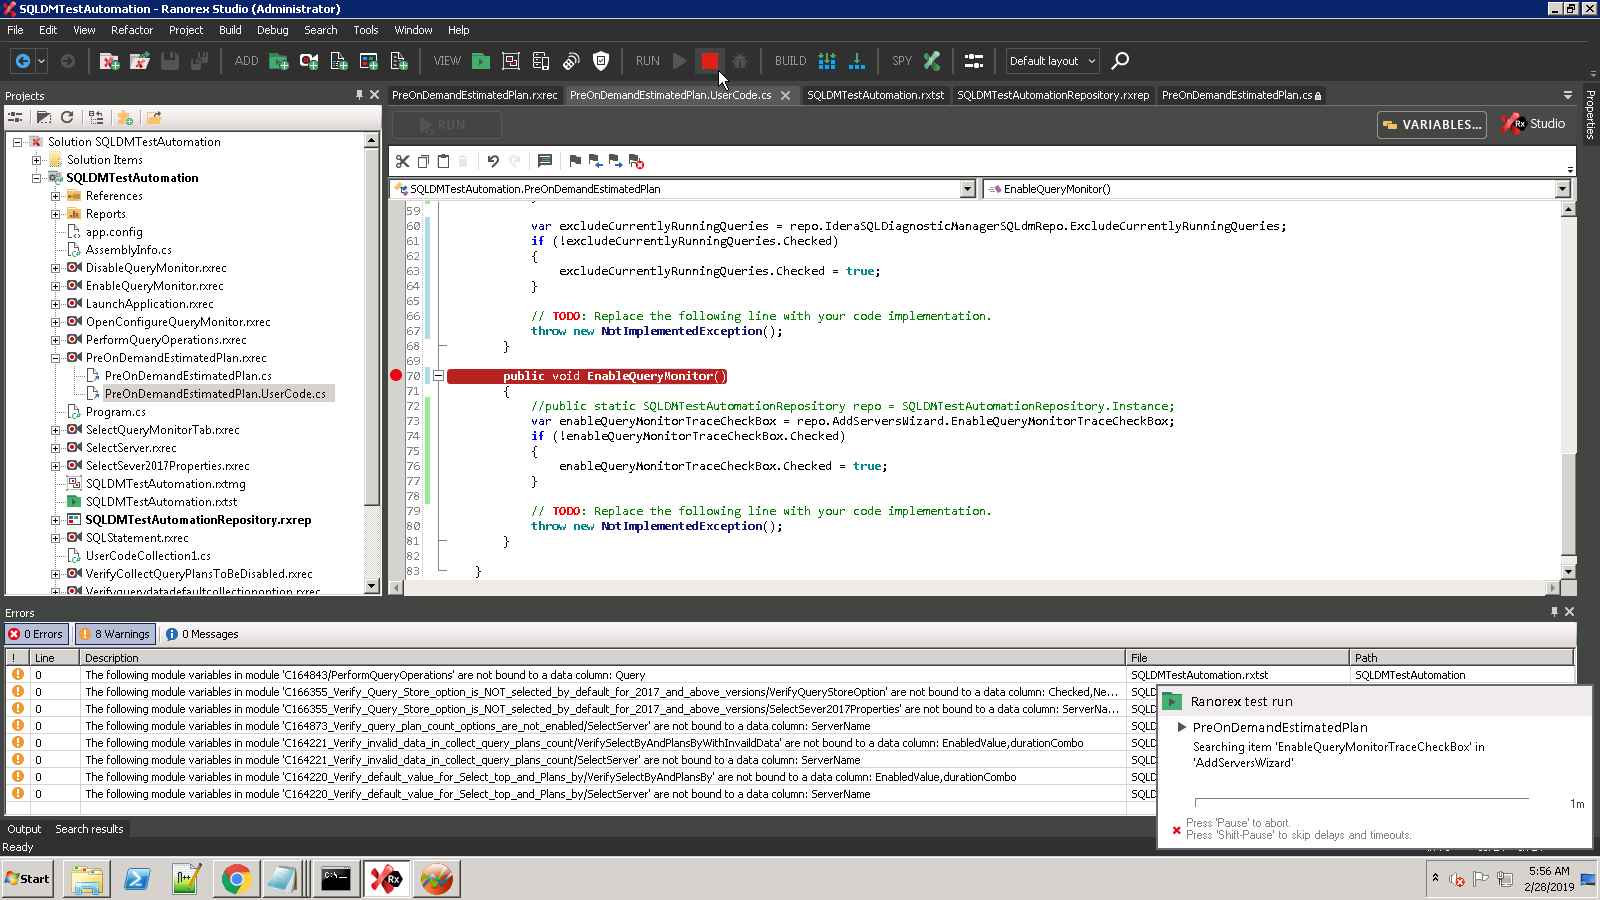 SQLDMTestAutomation - Ranorex Studio (Administrator)
File Edit View Refactor Project Build Debug Search Tools Window Help
ADD VIEW RUN BUILD SPY Default layout
Projects
PreOnDemandEstimatedPlan.rxrec PreOnDemandEstimatedPlan.UserCode.cs SQLDMTestAutomation.rxtst SQLDMTestAutomationRepository.rxrep PreOnDemandEstimatedPlan.cs
Properties
RUN VARIABLES... Rx Studio
Solution SQLDMTestAutomation
Solution Items
SQLDMTestAutomation
References
Reports
app.config
AssemblyInfo.cs
DisableQueryMonitor.rxrec
EnableQueryMonitor.rxrec
LaunchApplication.rxrec
OpenConfigureQueryMonitor.rxrec
PerformQueryOperations.rxrec
PreOnDemandEstimatedPlan.rxrec
PreOnDemandEstimatedPlan.cs
PreOnDemandEstimatedPlan.UserCode.cs
Program.cs
SelectQueryMonitorTab.rxrec
SelectServer.rxrec
SelectSever2017Properties.rxrec
SQLDMTestAutomation.rxtmg
SQLDMTestAutomation.rxtst
SQLDMTestAutomationRepository.rxrep
SQLStatement.rxrec
UserCodeCollection1.cs
VerifyCollectQueryPlansToBeDisabled.rxrec
Verifyquerydatadefaultcollectionoption.rxrec
SQLDMTestAutomation.PreOnDemandEstimatedPlan EnableQueryMonitor()
59
60 var excludeCurrentlyRunningQueries = repo.IderaSQLDiagnosticManagerSQLdmRepo.ExcludeCurrentlyRunningQueries;
61 if (!excludeCurrentlyRunningQueries.Checked)
62 {
63 excludeCurrentlyRunningQueries.Checked = true;
64 }
65
66 // TODO: Replace the following line with your code implementation.
67 throw new NotImplementedException();
68 }
69
70 public void EnableQueryMonitor()
71 {
72 //public static SQLDMTestAutomationRepository repo = SQLDMTestAutomationRepository.Instance;
73 var enableQueryMonitorTraceCheckBox = repo.AddServersWizard.EnableQueryMonitorTraceCheckBox;
74 if (!enableQueryMonitorTraceCheckBox.Checked)
75 {
76 enableQueryMonitorTraceCheckBox.Checked = true;
77 }
78
79 // TODO: Replace the following line with your code implementation.
80 throw new NotImplementedException();
81 }
82
83 }
Errors
0 Errors 8 Warnings 0 Messages
! Line Description File Path
0 The following module variables in module 'C164843/PerformQueryOperations' are not bound to a data column: Query SQLDMTestAutomation.rxtst SQLDMTestAutomation
0 The following module variables in module 'C166355_Verify_Query_Store_option_is_NOT_selected_by_default_for_2017_and_above_versions/VerifyQueryStoreOption' are not bound to a data column: Checked,Ne... SQLD
0 The following module variables in module 'C166355_Verify_Query_Store_option_is_NOT_selected_by_default_for_2017_and_above_versions/SelectSever2017Properties' are not bound to a data column: ServerNa... SQLD
0 The following module variables in module 'C164873_Verify_query_plan_count_options_are_not_enabled/SelectServer' are not bound to a data column: ServerName SQLD
0 The following module variables in module 'C164221_Verify_invalid_data_in_collect_query_plans_count/VerifySelectByAndPlansByWithInvaildData' are not bound to a data column: EnabledValue,durationCombo SQLD
0 The following module variables in module 'C164221_Verify_invalid_data_in_collect_query_plans_count/SelectServer' are not bound to a data column: ServerName SQLD
0 The following module variables in module 'C164220_Verify_default_value_for_Select_top_and_Plans_by/VerifySelectByAndPlansBy' are not bound to a data column: EnabledValue,durationCombo SQLD
0 The following module variables in module 'C164220_Verify_default_value_for_Select_top_and_Plans_by/SelectServer' are not bound to a data column: ServerName SQLD
Ranorex test run
PreOnDemandEstimatedPlan
Searching item 'EnableQueryMonitorTraceCheckBox' in
'AddServersWizard'
1m
Press 'Pause' to abort.
Press 'Shift-Pause' to skip delays and timeouts.
Output Search results
Ready
Start
5:56 AM
2/28/2019